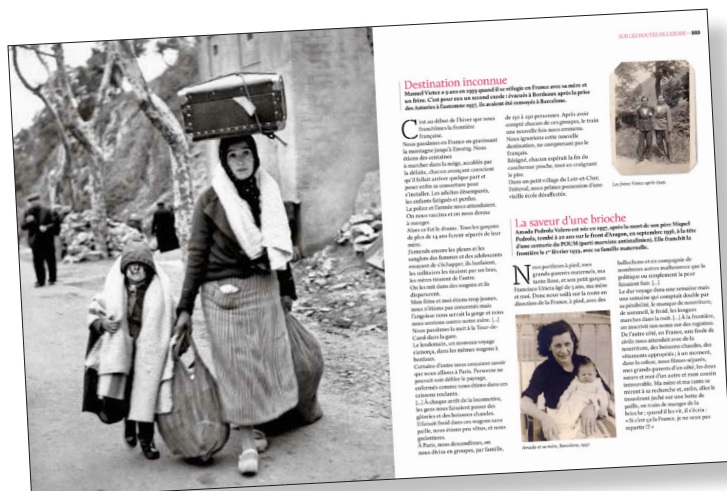 SUR LES ROUTES DE L'EXODE –
Destination inconnue
Manuel Vietez a 9 ans en 1939 quand il se réfugie en France avec sa mère et
un frère. C'est pour eux un second exode : évacués à Bordeaux après la prise
des Asturies à l'automne 1937, ils avaient été renvoyés à Barcelone.
C'est au début de l'hiver que nous
franchîmes la frontière
française.
Nous passâmes en France en gravissant
la montagne jusqu'à Enveitg. Nous
étions des centaines
à marcher dans la neige, accablés par
la défaite, chacun avançant conscient
qu'il fallait arriver quelque part et
poser enfin sa couverture pour
s'installer. Les adultes désemparés,
les enfants fatigués et perdus.
La police et l'armée nous attendaient.
On nous vaccina et on nous donna
à manger.
Alors ce fut le drame. Tous les garçons
de plus de 14 ans furent séparés de leur
mère.
J'entends encore les pleurs et les
sanglots des femmes et des adolescents
essayant de s'échapper, ils hurlaient,
les militaires les tiraient par un bras,
les mères tiraient de l'autre.
On les mit dans des wagons et ils
disparurent.
Mon frère et moi étions trop jeunes,
nous n'étions pas concernés mais
l'angoisse nous serrait la gorge et nous
nous serrions contre notre mère. [...]
Nous passâmes la nuit à la Tour-de-
Carol dans la gare.
Le lendemain, un nouveau voyage
commença, dans les mêmes wagons à
bestiaux.
Certains d'entre nous croyaient savoir
que nous allions à Paris. Personne ne
pouvait voir défiler le paysage,
enfermés comme nous étions dans ces
caissons roulants.
[...] À chaque arrêt de la locomotive,
les gens nous faisaient passer des
gâteries et des boissons chaudes.
Il faisait froid dans ces wagons sans
paille, nous étions peu vêtus, et nous
grelottions.
À Paris, nous descendîmes, on
nous divisa en groupes, par famille,
de 150 à 250 personnes. Après avoir
compté chacun de ces groupes, le train
une nouvelle fois nous emmena.
Nous ignorions cette nouvelle
destination, ne comprenant pas le
français.
Résigné, chacun espérait la fin du
cauchemar proche, tout en craignant
le pire.
Dans un petit village du Loir-et-Cher,
Fréteval, nous prîmes possession d'une
vieille école désaffectée.
Les frères Vietez après 1940.
La saveur d'une brioche
Amada Pedrola Valero est née en 1937, après la mort de son père Miguel
Pedrola, tombé à 20 ans sur le front d'Aragon, en septembre 1936, à la tête
d'une centurie du POUM (parti marxiste antistalinien). Elle franchit la
frontière le 1er février 1939, avec sa famille maternelle.
Nous partîmes à pied, mes
grands-parents maternels, ma
tante Rose, et son petit garçon
Francisco Urieta âgé de 5 ans, ma mère
et moi. Donc nous voilà sur la route en
direction de la France, à pied, avec des
balluchons et en compagnie de
nombreux autres malheureux que la
politique ou simplement la peur
faisaient fuir. [...]
Le dur voyage dura une semaine mais
une semaine qui comptait double par
sa pénibilité, le manque de nourriture,
de sommeil, le froid, les longues
marches dans la nuit. [...] À la frontière,
on inscrivit nos noms sur des registres.
De l'autre côté, en France, une foule de
civils nous attendait avec de la
nourriture, des boissons chaudes, des
vêtements appropriés ; à un moment,
dans la cohue, nous fûmes séparés,
mes grands-parents d'un côté, les deux
sœurs et moi d'un autre et mon cousin
introuvable. Ma mère et ma tante se
mirent à sa recherche et, enfin, elles le
trouvèrent juché sur une botte de
paille, en train de manger de la
brioche ; quand il les vit, il s'écria :
« Si c'est ça la France, je ne veux pas
repartir !!! »
Amada et sa mère, Barcelone, 1937.